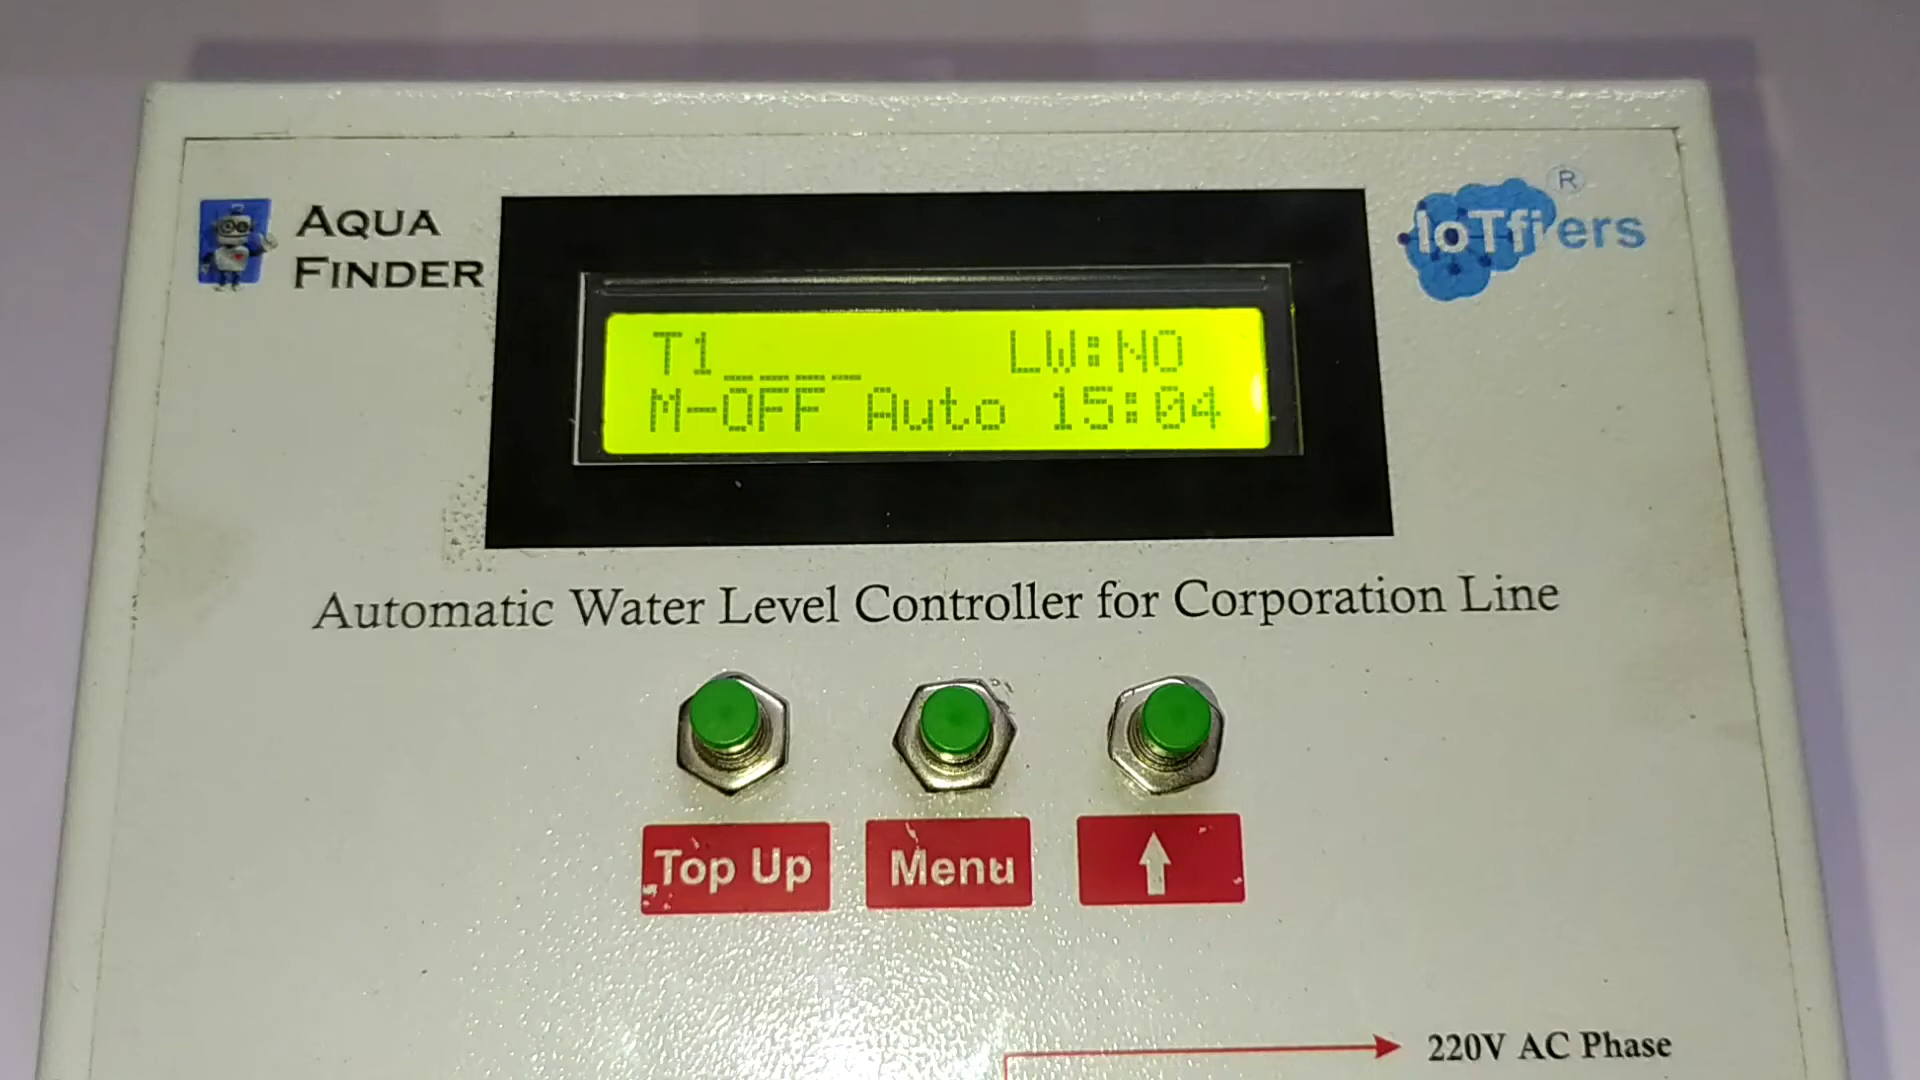 AQUA
FINDER
IoTfiers
R
T1____ LW:NO
M-OFF Auto 15:04
Automatic Water Level Controller for Corporation Line
Top Up
Menu
220V AC Phase